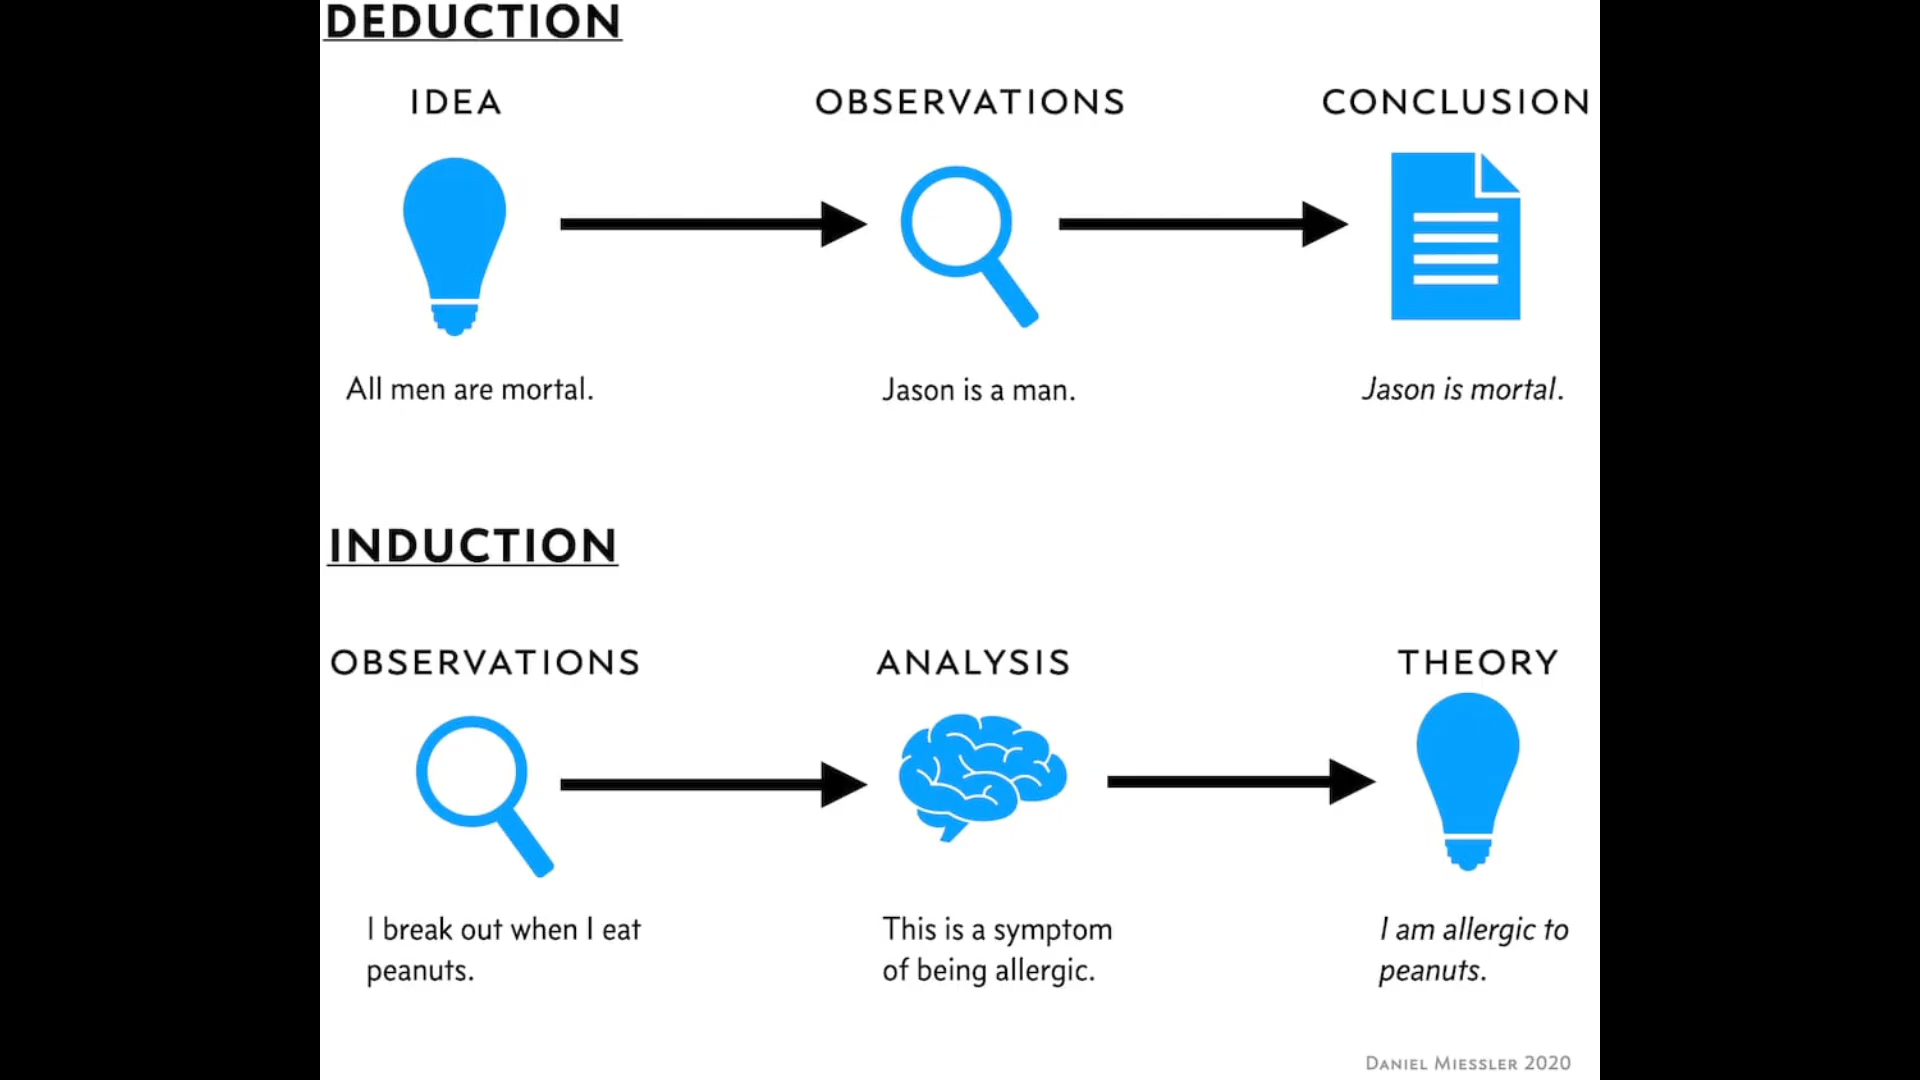 DEDUCTION
IDEA
OBSERVATIONS
CONCLUSION
All men are mortal.
Jason is a man.
Jason is mortal.
INDUCTION
OBSERVATIONS
ANALYSIS
THEORY
I break out when I eat
peanuts.
This is a symptom
of being allergic.
I am allergic to
peanuts.
DANIEL MIESSLER 2020